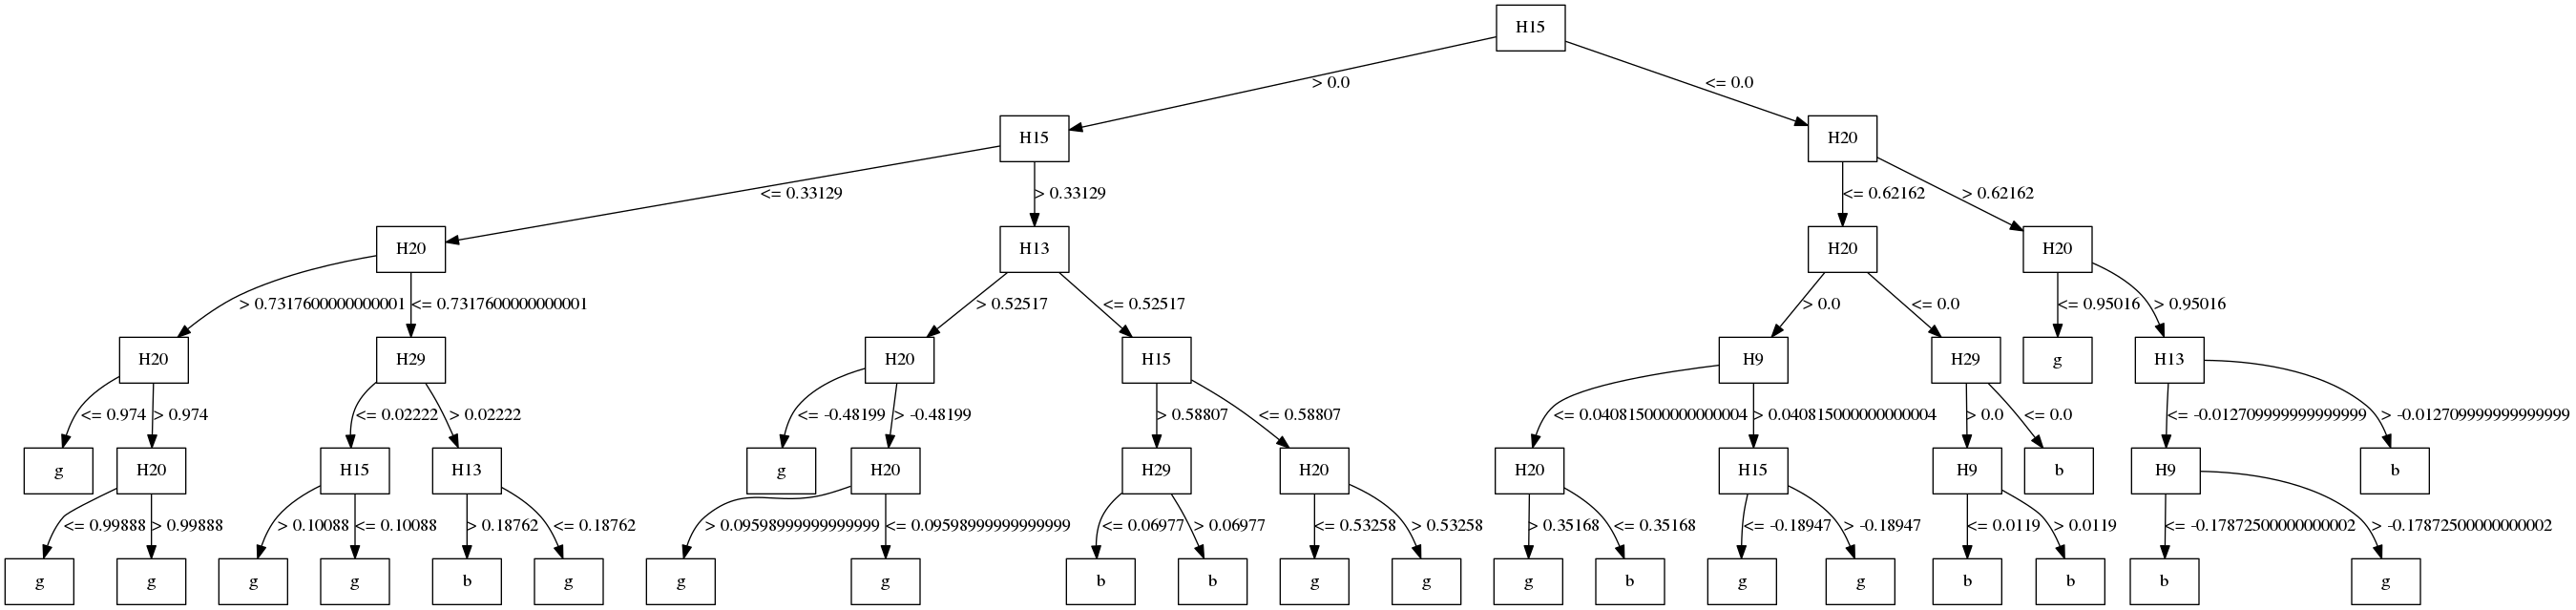 H15
> 0.0
<= 0.0
H15
H20
<= 0.33129
> 0.33129
<= 0.62162
> 0.62162
H20
H13
H20
H20
> 0.7317600000000001
<= 0.7317600000000001
> 0.52517
<= 0.52517
> 0.0
<= 0.0
<= 0.95016
> 0.95016
H20
H29
H20
H15
H9
H29
g
H13
<= 0.974
> 0.974
<= 0.02222
> 0.02222
<= -0.48199
> -0.48199
> 0.58807
<= 0.58807
<= 0.040815000000000004
> 0.040815000000000004
> 0.0
<= 0.0
<= -0.012709999999999999
> -0.012709999999999999
g
H20
H15
H13
g
H20
H29
H20
H20
H15
H9
b
H9
b
<= 0.99888
> 0.99888
> 0.10088
<= 0.10088
> 0.18762
<= 0.18762
> 0.09598999999999999
<= 0.09598999999999999
<= 0.06977
> 0.06977
<= 0.53258
> 0.53258
> 0.35168
<= 0.35168
<= -0.18947
> -0.18947
<= 0.0119
> 0.0119
<= -0.17872500000000002
> -0.17872500000000002
g
g
g
g
b
g
g
g
b
b
g
g
g
b
g
g
b
b
b
g